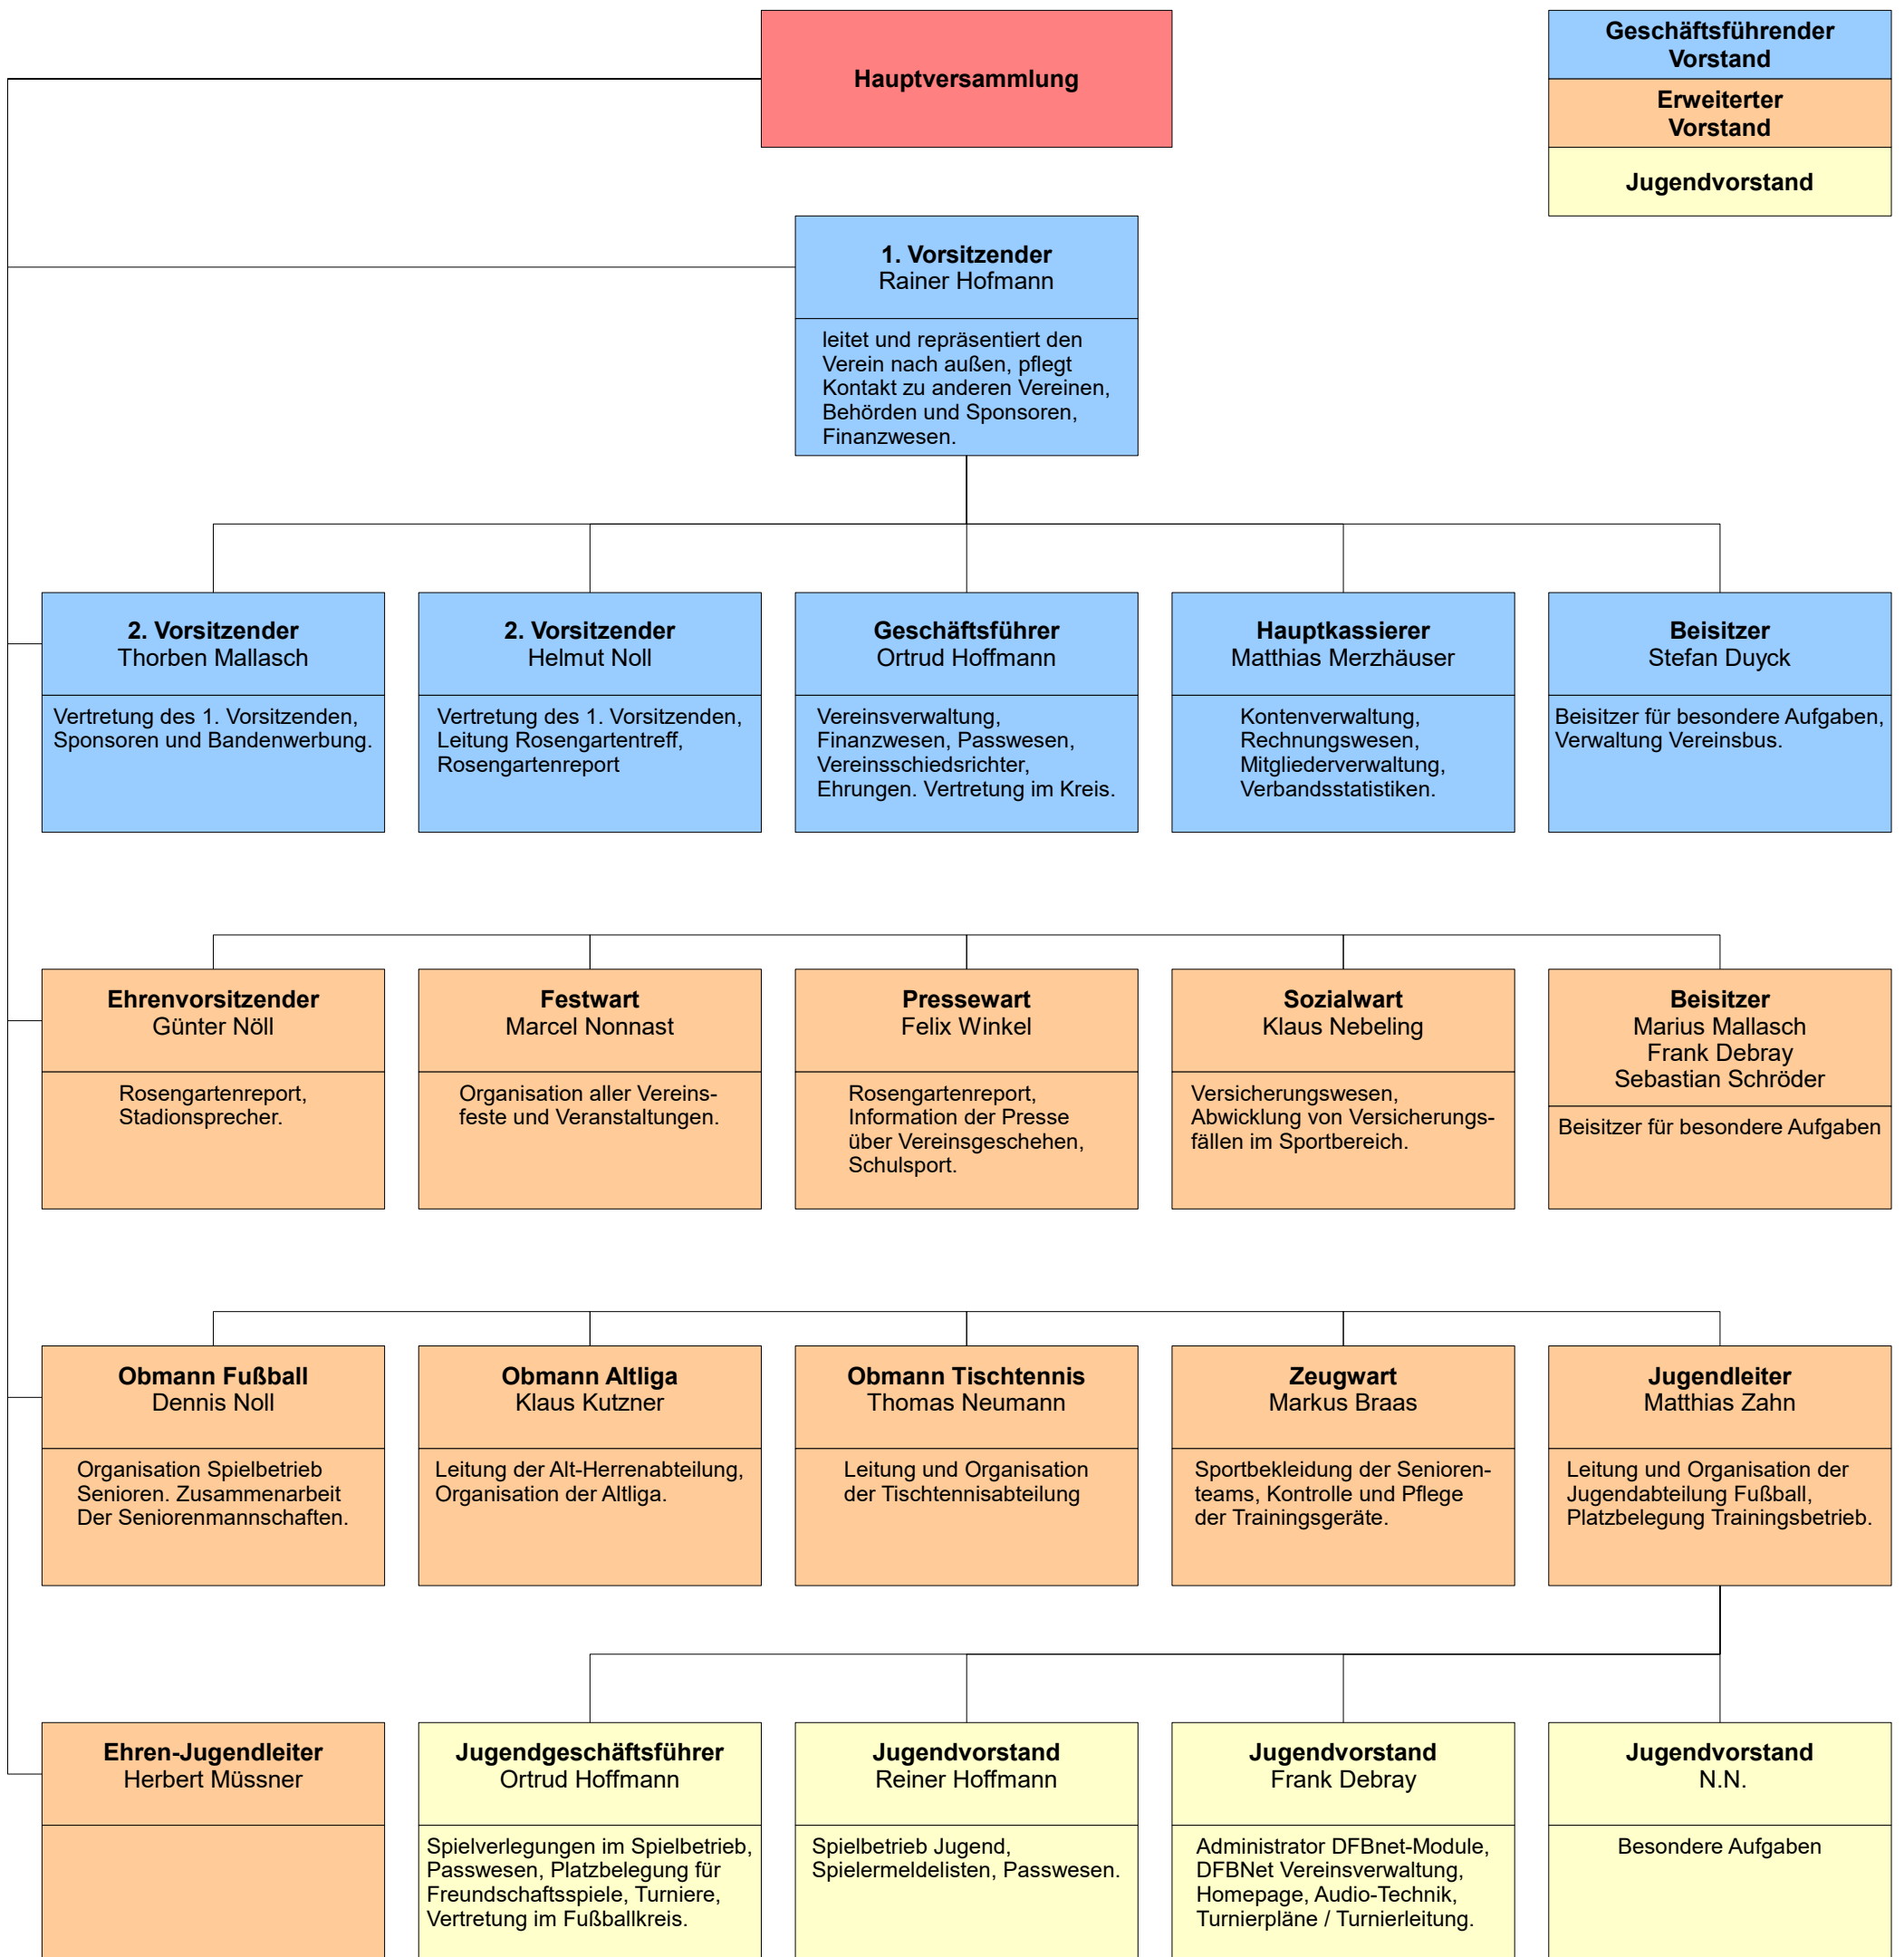 Hauptversammlung
Geschäftsführender
Vorstand
Erweiterter
Vorstand
Jugendvorstand
1. Vorsitzender
Rainer Hofmann
leitet und repräsentiert den
Verein nach außen, pflegt
Kontakt zu anderen Vereinen,
Behörden und Sponsoren,
Finanzwesen.
2. Vorsitzender
Thorben Mallasch
Vertretung des 1. Vorsitzenden,
Sponsoren und Bandenwerbung.
2. Vorsitzender
Helmut Noll
Vertretung des 1. Vorsitzenden,
Leitung Rosengartentreff,
Rosengartenreport
Geschäftsführer
Ortrud Hoffmann
Vereinsverwaltung,
Finanzwesen, Passwesen,
Vereinsschiedsrichter,
Ehrungen. Vertretung im Kreis.
Hauptkassierer
Matthias Merzhäuser
Kontenverwaltung,
Rechnungswesen,
Mitgliederverwaltung,
Verbandsstatistiken.
Beisitzer
Stefan Duyck
Beisitzer für besondere Aufgaben,
Verwaltung Vereinsbus.
Ehrenvorsitzender
Günter Nöll
Rosengartenreport,
Stadionsprecher.
Festwart
Marcel Nonnast
Organisation aller Vereins-
feste und Veranstaltungen.
Pressewart
Felix Winkel
Rosengartenreport,
Information der Presse
über Vereinsgeschehen,
Schulsport.
Sozialwart
Klaus Nebeling
Versicherungswesen,
Abwicklung von Versicherungs-
fällen im Sportbereich.
Beisitzer
Marius Mallasch
Frank Debray
Sebastian Schröder
Beisitzer für besondere Aufgaben
Obmann Fußball
Dennis Noll
Organisation Spielbetrieb
Senioren. Zusammenarbeit
Der Seniorenmannschaften.
Obmann Altliga
Klaus Kutzner
Leitung der Alt-Herrenabteilung,
Organisation der Altliga.
Obmann Tischtennis
Thomas Neumann
Leitung und Organisation
der Tischtennisabteilung
Zeugwart
Markus Braas
Sportbekleidung der Senioren-
teams, Kontrolle und Pflege
der Trainingsgeräte.
Jugendleiter
Matthias Zahn
Leitung und Organisation der
Jugendabteilung Fußball,
Platzbelegung Trainingsbetrieb.
Ehren-Jugendleiter
Herbert Müssner
Jugendgeschäftsführer
Ortrud Hoffmann
Spielverlegungen im Spielbetrieb,
Passwesen, Platzbelegung für
Freundschaftsspiele, Turniere,
Vertretung im Fußballkreis.
Jugendvorstand
Reiner Hoffmann
Spielbetrieb Jugend,
Spielermeldelisten, Passwesen.
Jugendvorstand
Frank Debray
Administrator DFBnet-Module,
DFBNet Vereinsverwaltung,
Homepage, Audio-Technik,
Turnierpläne / Turnierleitung.
Jugendvorstand
N.N.
Besondere Aufgaben